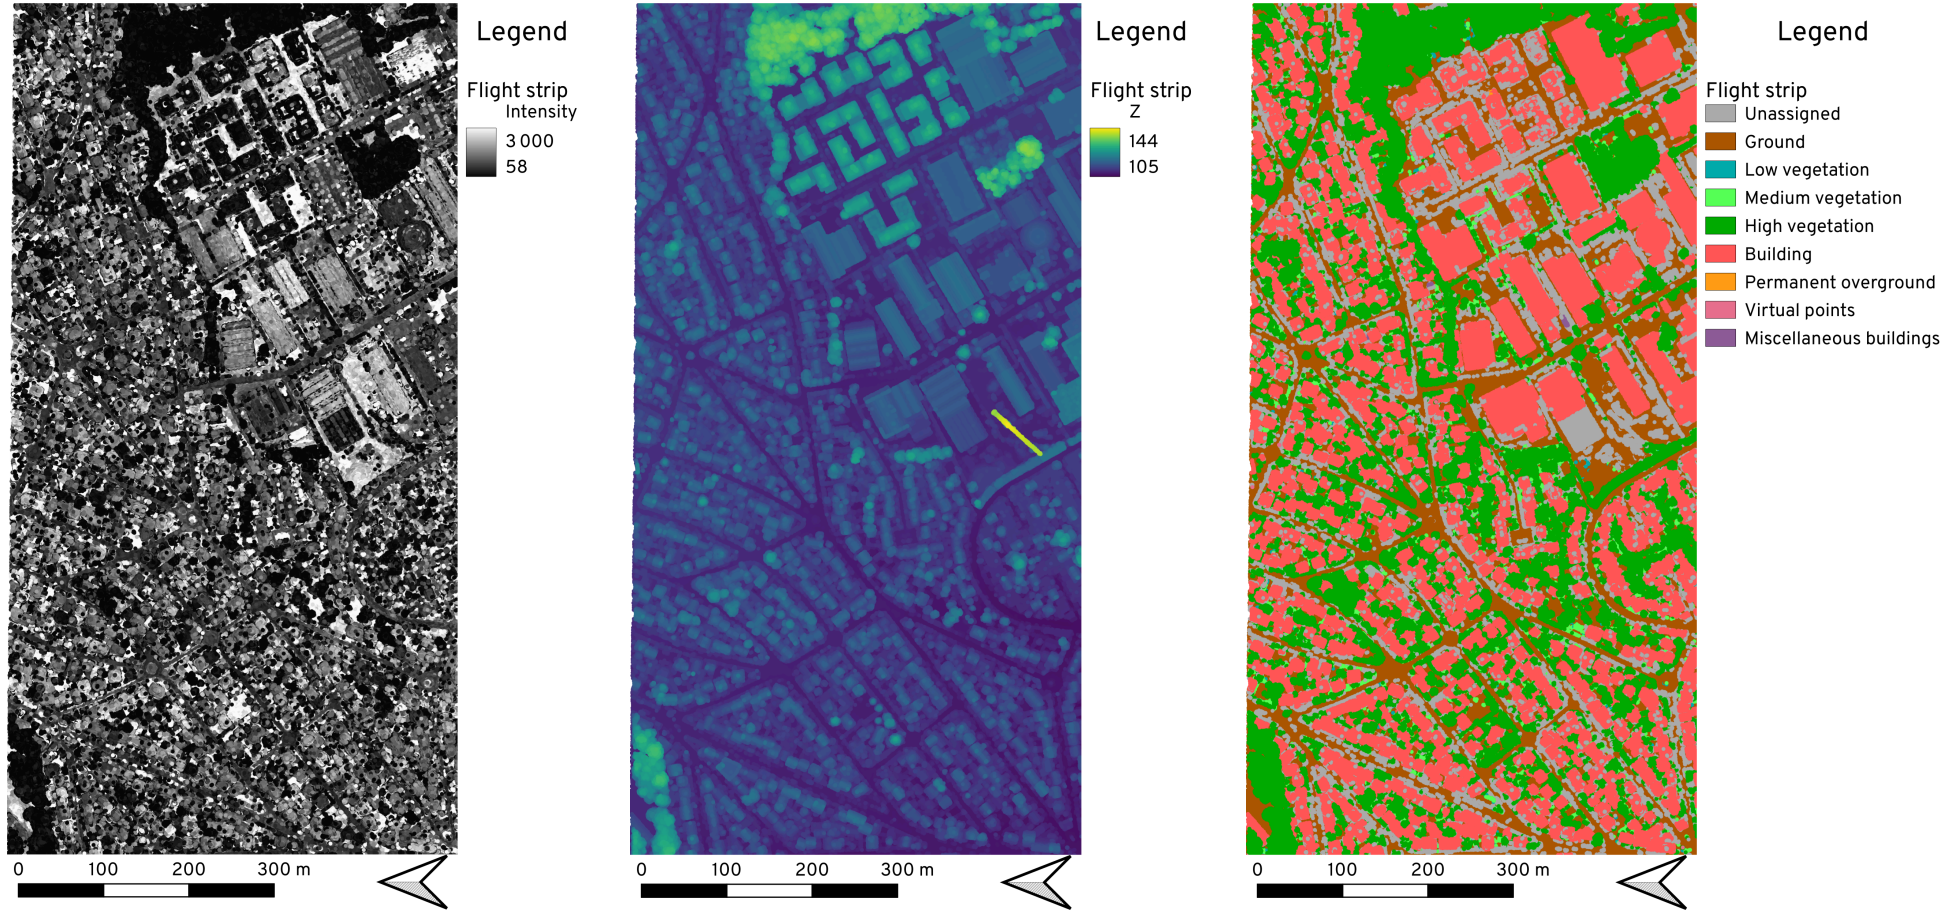 Legend
Flight strip
Intensity
3 000
58
0 100 200 300 m
Legend
Flight strip
Z
144
105
0 100 200 300 m
Legend
Flight strip
Unassigned
Ground
Low vegetation
Medium vegetation
High vegetation
Building
Permanent overground
Virtual points
Miscellaneous buildings
0 100 200 300 m